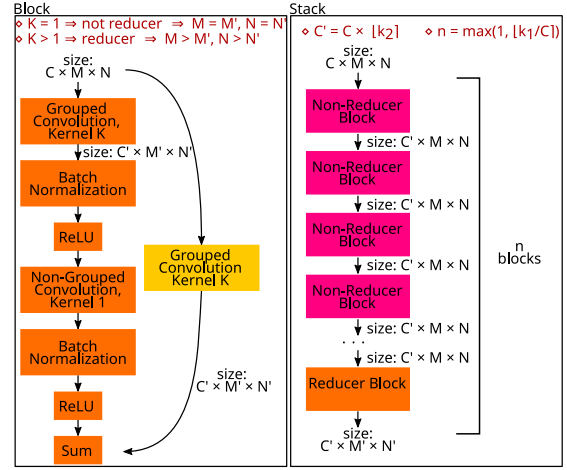 Block
⋄ K = 1 ⇒ not reducer ⇒ M = M', N = N'
⋄ K > 1 ⇒ reducer ⇒ M > M', N > N'
size:
C × M × N
Grouped
Convolution,
Kernel K
size: C' × M' × N'
Batch
Normalization
ReLU
Non-Grouped
Convolution,
Kernel 1
Batch
Normalization
ReLU
Sum
Grouped
Convolution
Kernel K
size:
C' × M' × N'
Stack
⋄ C' = C × ⌊k₂⌉
⋄ n = max(1, ⌊k₁/C⌉)
size:
C × M × N
Non-Reducer
Block
size: C' × M × N
Non-Reducer
Block
size: C' × M × N
Non-Reducer
Block
size: C' × M × N
Non-Reducer
Block
size: C' × M × N
. . .
size: C' × M × N
Reducer Block
size:
C' × M' × N'
n
blocks